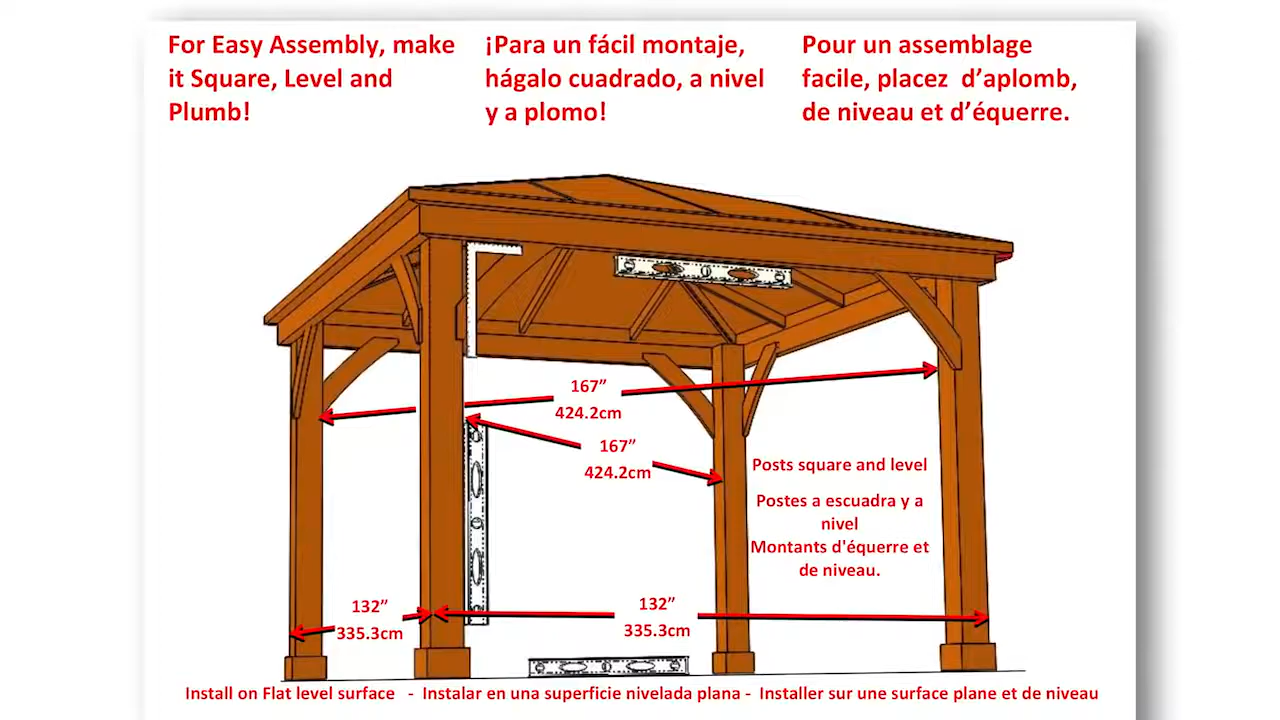 For Easy Assembly, make
it Square, Level and
Plumb!
¡Para un fácil montaje,
hágalo cuadrado, a nivel
y a plomo!
Pour un assemblage
facile, placez d’aplomb,
de niveau et d’équerre.
167”
424.2cm
167”
424.2cm
Posts square and level
Postes a escuadra y a
nivel
Montants d'équerre et
de niveau.
132”
335.3cm
132”
335.3cm
Install on Flat level surface - Instalar en una superficie nivelada plana - Installer sur une surface plane et de niveau